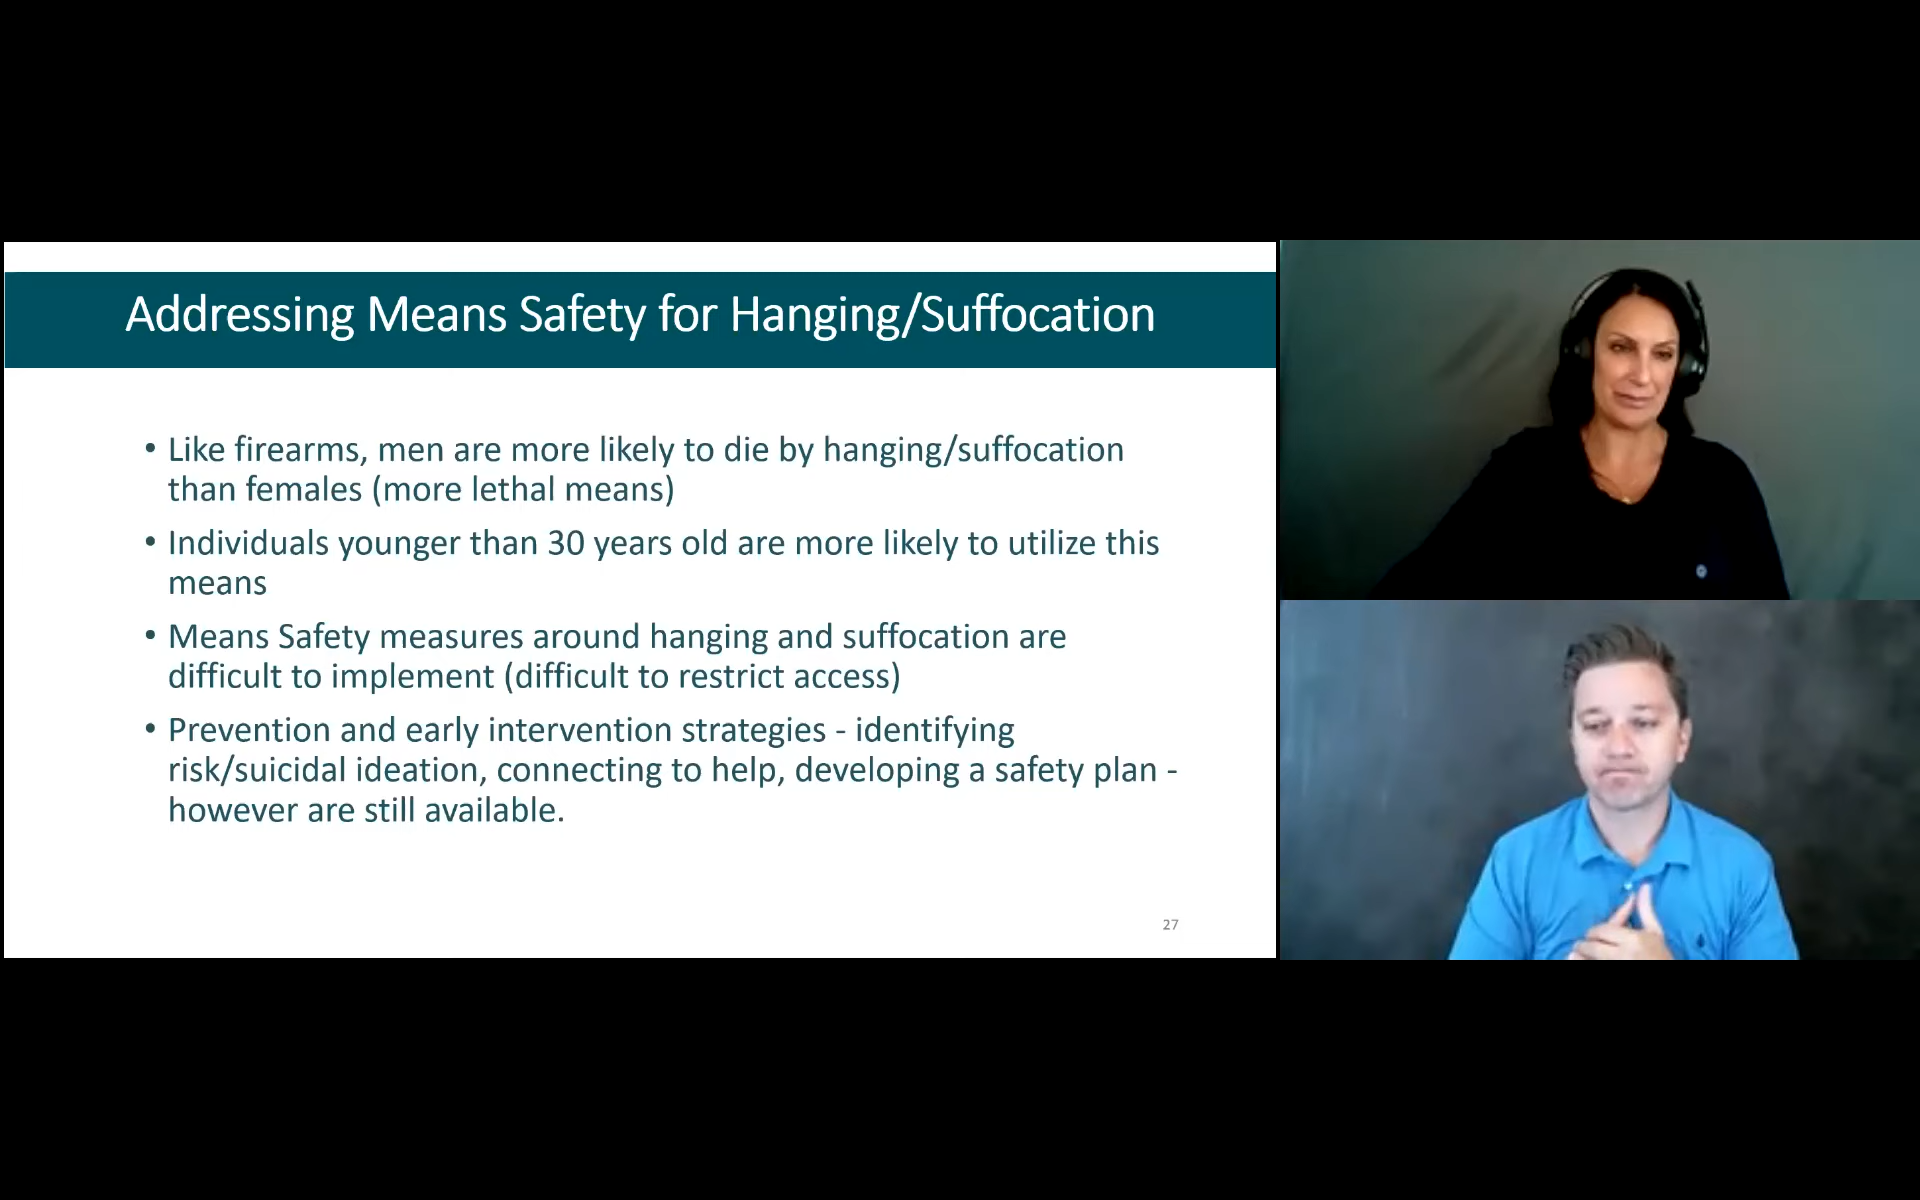 Addressing Means Safety for Hanging/Suffocation
• Like firearms, men are more likely to die by hanging/suffocation
than females (more lethal means)
• Individuals younger than 30 years old are more likely to utilize this
means
• Means Safety measures around hanging and suffocation are
difficult to implement (difficult to restrict access)
• Prevention and early intervention strategies - identifying
risk/suicidal ideation, connecting to help, developing a safety plan -
however are still available.
27